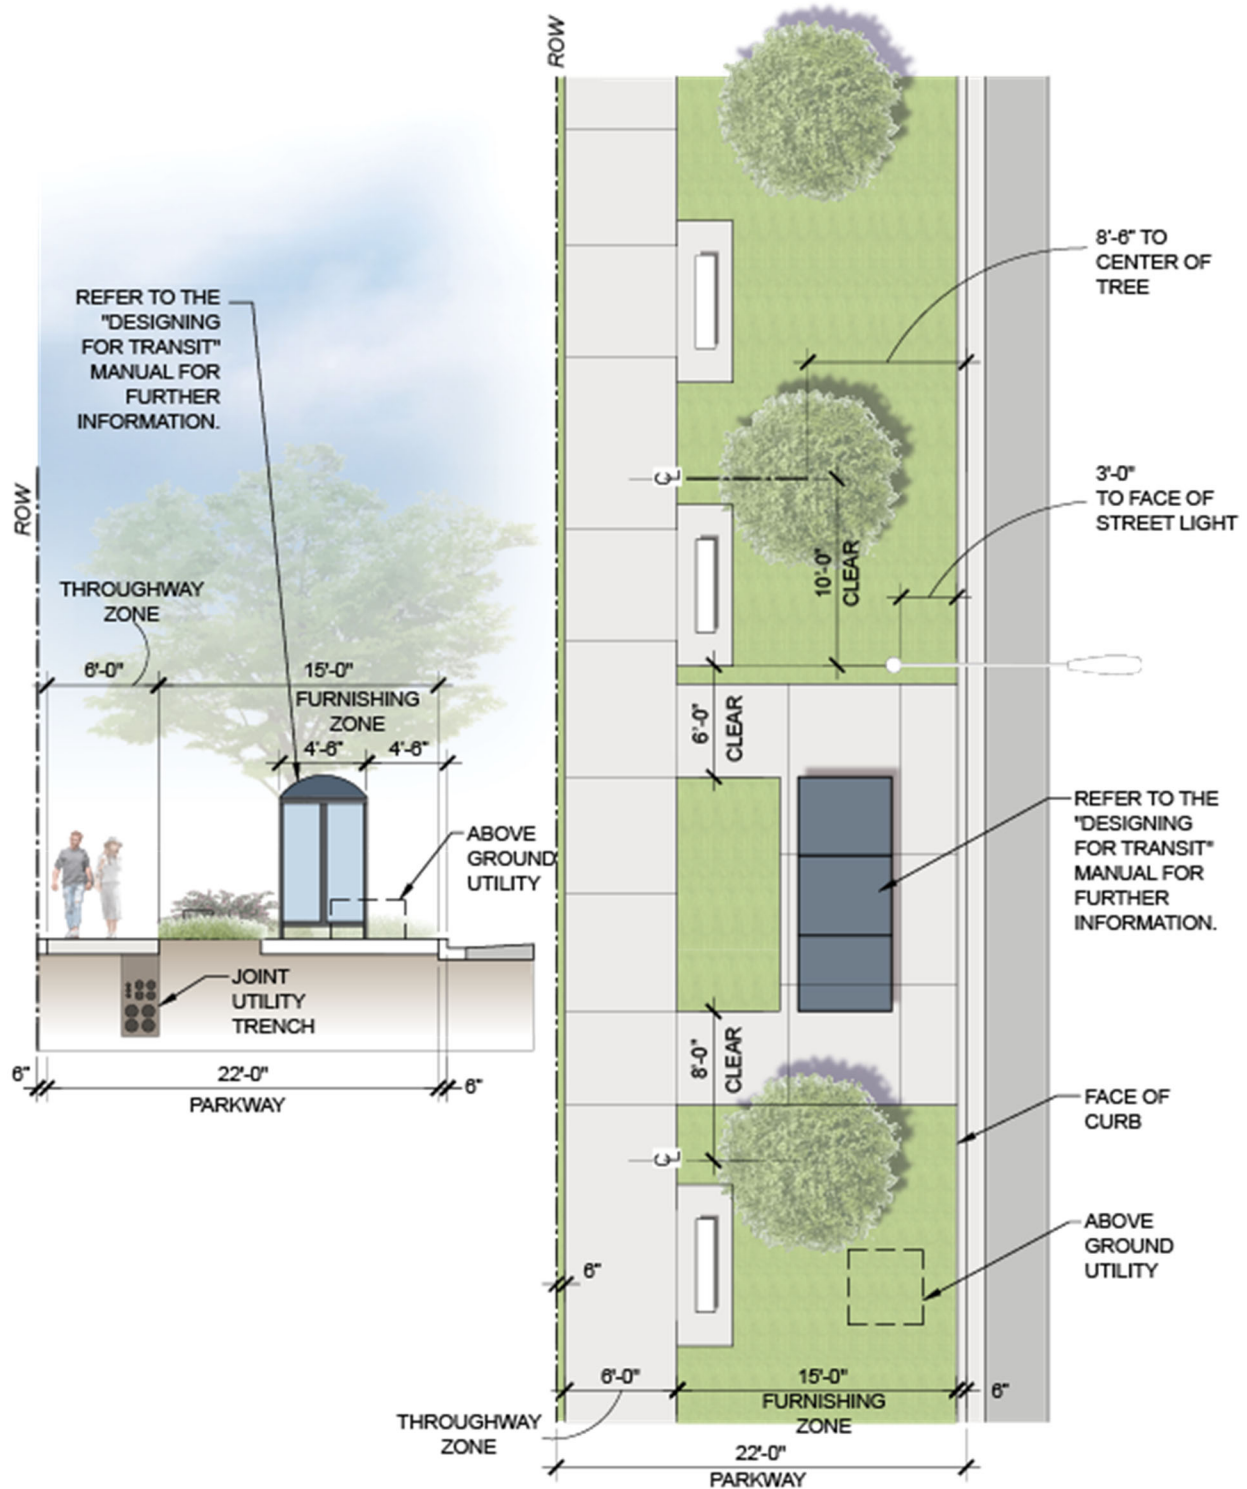 REFER TO THE
"DESIGNING
FOR TRANSIT"
MANUAL FOR
FURTHER
INFORMATION.
ROW
THROUGHWAY
ZONE
6'-0"
15'-0"
FURNISHING
ZONE
4'-6"
4'-6"
ABOVE
GROUND
UTILITY
JOINT
UTILITY
TRENCH
6"
22'-0"
6"
PARKWAY
ROW
8'-6" TO
CENTER OF
TREE
CL
3'-0"
TO FACE OF
STREET LIGHT
10'-0"
CLEAR
6'-0"
CLEAR
REFER TO THE
"DESIGNING
FOR TRANSIT"
MANUAL FOR
FURTHER
INFORMATION.
8'-0"
CLEAR
FACE OF
CURB
CL
ABOVE
GROUND
UTILITY
6"
6'-0"
15'-0"
6"
FURNISHING
ZONE
THROUGHWAY
ZONE
22'-0"
PARKWAY